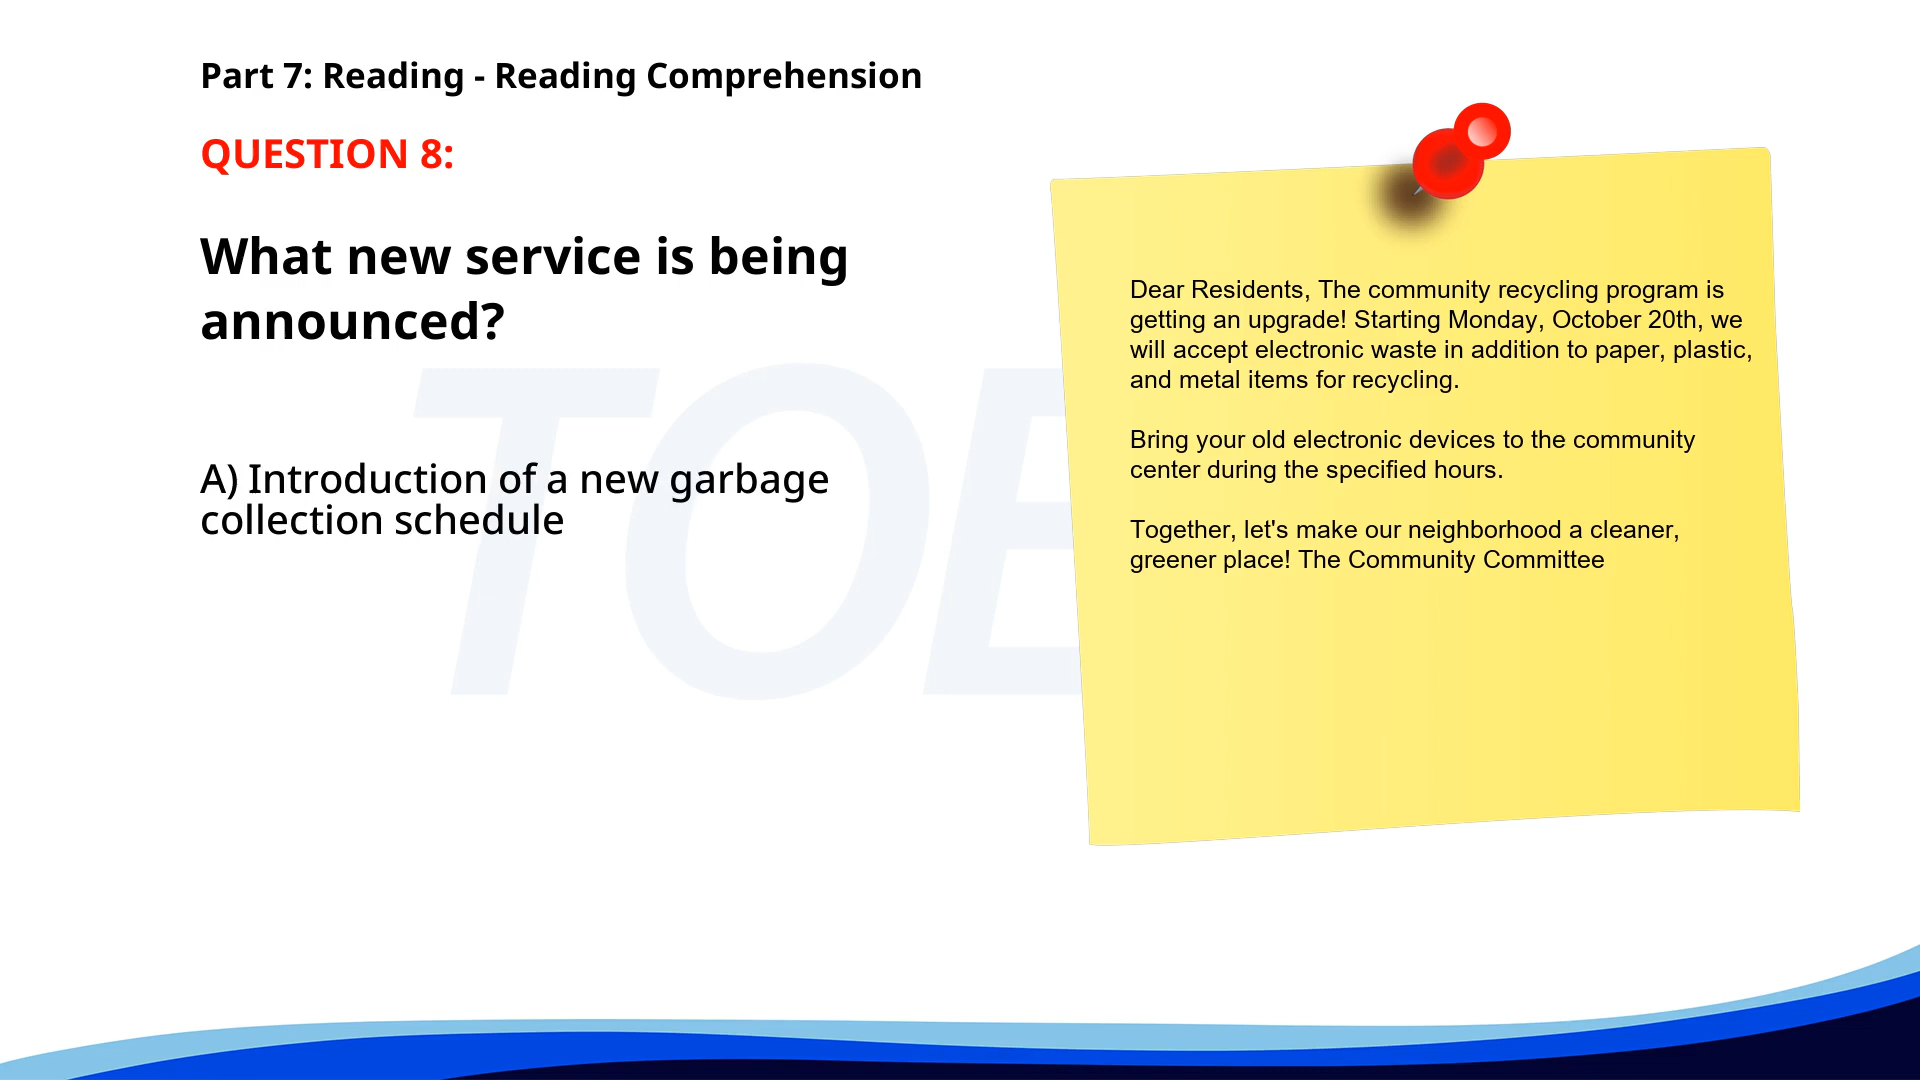 Part 7: Reading - Reading Comprehension
QUESTION 8:
What new service is being
announced?
A) Introduction of a new garbage
collection schedule
Dear Residents, The community recycling program is
getting an upgrade! Starting Monday, October 20th, we
will accept electronic waste in addition to paper, plastic,
and metal items for recycling.
Bring your old electronic devices to the community
center during the specified hours.
Together, let's make our neighborhood a cleaner,
greener place! The Community Committee